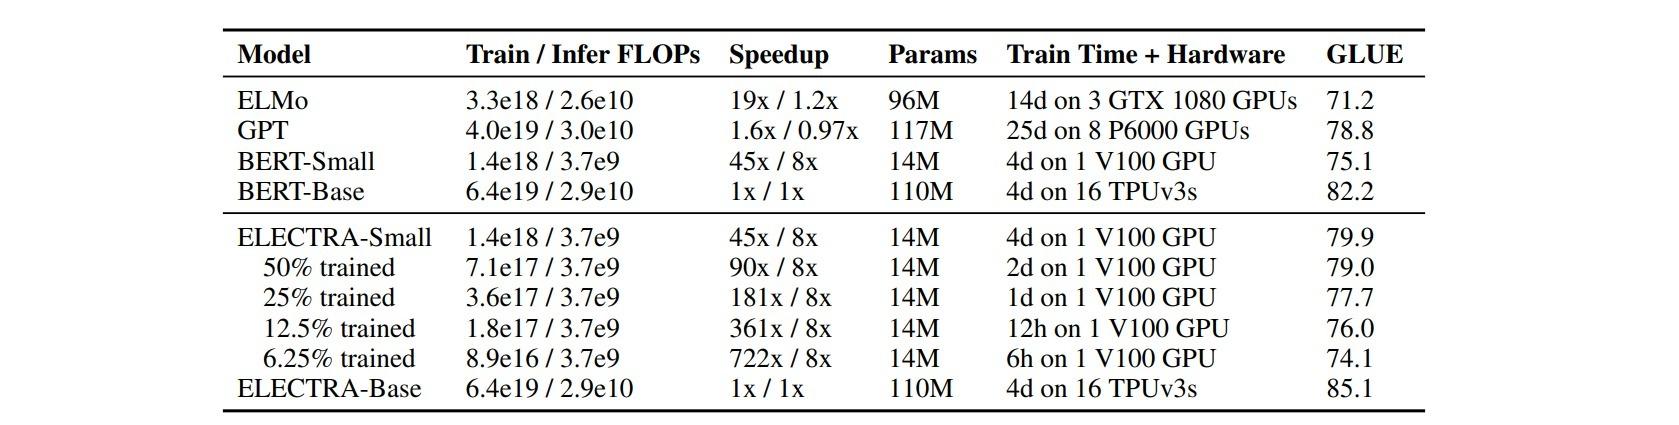 Model Train / Infer FLOPs Speedup Params Train Time + Hardware GLUE
ELMo 3.3e18 / 2.6e10 19x / 1.2x 96M 14d on 3 GTX 1080 GPUs 71.2
GPT 4.0e19 / 3.0e10 1.6x / 0.97x 117M 25d on 8 P6000 GPUs 78.8
BERT-Small 1.4e18 / 3.7e9 45x / 8x 14M 4d on 1 V100 GPU 75.1
BERT-Base 6.4e19 / 2.9e10 1x / 1x 110M 4d on 16 TPUv3s 82.2
ELECTRA-Small 1.4e18 / 3.7e9 45x / 8x 14M 4d on 1 V100 GPU 79.9
50% trained 7.1e17 / 3.7e9 90x / 8x 14M 2d on 1 V100 GPU 79.0
25% trained 3.6e17 / 3.7e9 181x / 8x 14M 1d on 1 V100 GPU 77.7
12.5% trained 1.8e17 / 3.7e9 361x / 8x 14M 12h on 1 V100 GPU 76.0
6.25% trained 8.9e16 / 3.7e9 722x / 8x 14M 6h on 1 V100 GPU 74.1
ELECTRA-Base 6.4e19 / 2.9e10 1x / 1x 110M 4d on 16 TPUv3s 85.1